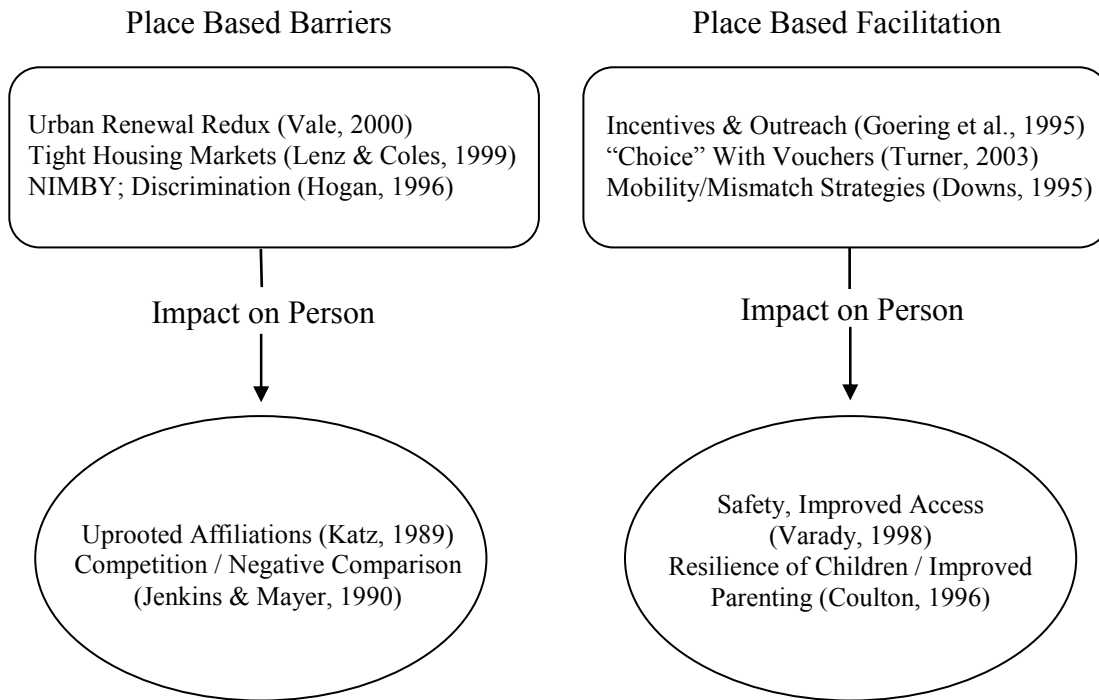 Place Based Barriers
Urban Renewal Redux (Vale, 2000)
Tight Housing Markets (Lenz & Coles, 1999)
NIMBY; Discrimination (Hogan, 1996)
Impact on Person
Uprooted Affiliations (Katz, 1989)
Competition / Negative Comparison
(Jenkins & Mayer, 1990)
Place Based Facilitation
Incentives & Outreach (Goering et al., 1995)
“Choice” With Vouchers (Turner, 2003)
Mobility/Mismatch Strategies (Downs, 1995)
Impact on Person
Safety, Improved Access
(Varady, 1998)
Resilience of Children / Improved
Parenting (Coulton, 1996)